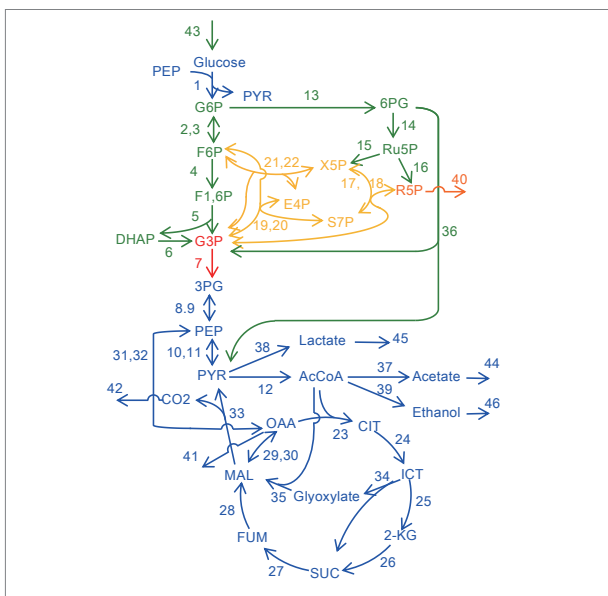 43
Glucose
PEP
1
PYR
G6P
13
6PG
2,3
14
F6P
15
Ru5P
21,22
X5P
16
4
17, 18
R5P
40
F1,6P
E4P
5
19,20
S7P
DHAP
G3P
36
6
7
3PG
8.9
PEP
31,32
10,11
38
Lactate
45
PYR
12
AcCoA
37
Acetate
44
42
CO2
39
Ethanol
46
33
OAA
23
CIT
24
41
29,30
MAL
35
Glyoxylate
34
ICT
25
28
FUM
2-KG
26
27
SUC